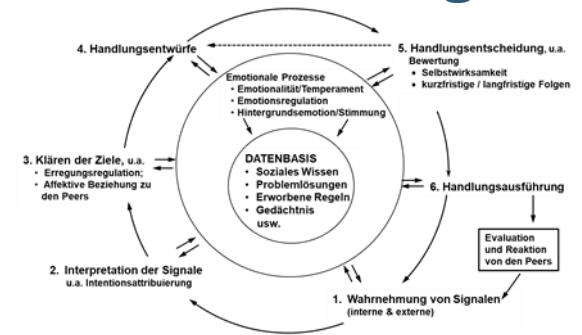 4. Handlungsentwürfe
5. Handlungsentscheidung, u.a.
Bewertung
• Selbstwirksamkeit
• kurzfristige / langfristige Folgen
Emotionale Prozesse
• Emotionalität/Temperament
• Emotionsregulation
• Hintergrundsemotion/Stimmung
DATENBASIS
• Soziales Wissen
• Problemlösungen
• Erworbene Regeln
• Gedächtnis
usw.
3. Klären der Ziele, u.a.
• Erregungsregulation;
• Affektive Beziehung zu
den Peers
6. Handlungsausführung
Evaluation
und Reaktion
von den Peers
2. Interpretation der Signale
u.a. Intentionsattribuierung
1. Wahrnehmung von Signalen
(interne & externe)